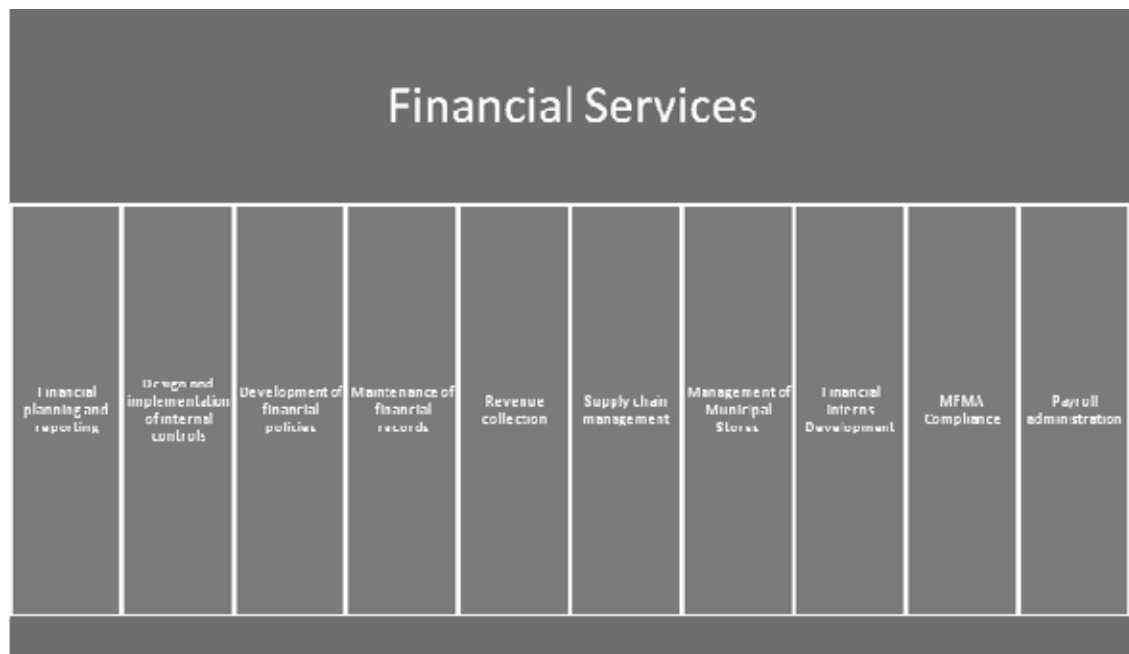 Financial Services
Financial
planning and
reporting
Design and
implementation
of internal
controls
Development of
financial
policies
Maintenance of
financial
records
Revenue
collection
Supply chain
management
Management of
Municipal
Stores
Financial
Interns
Development
MFMA
Compliance
Payroll
administration